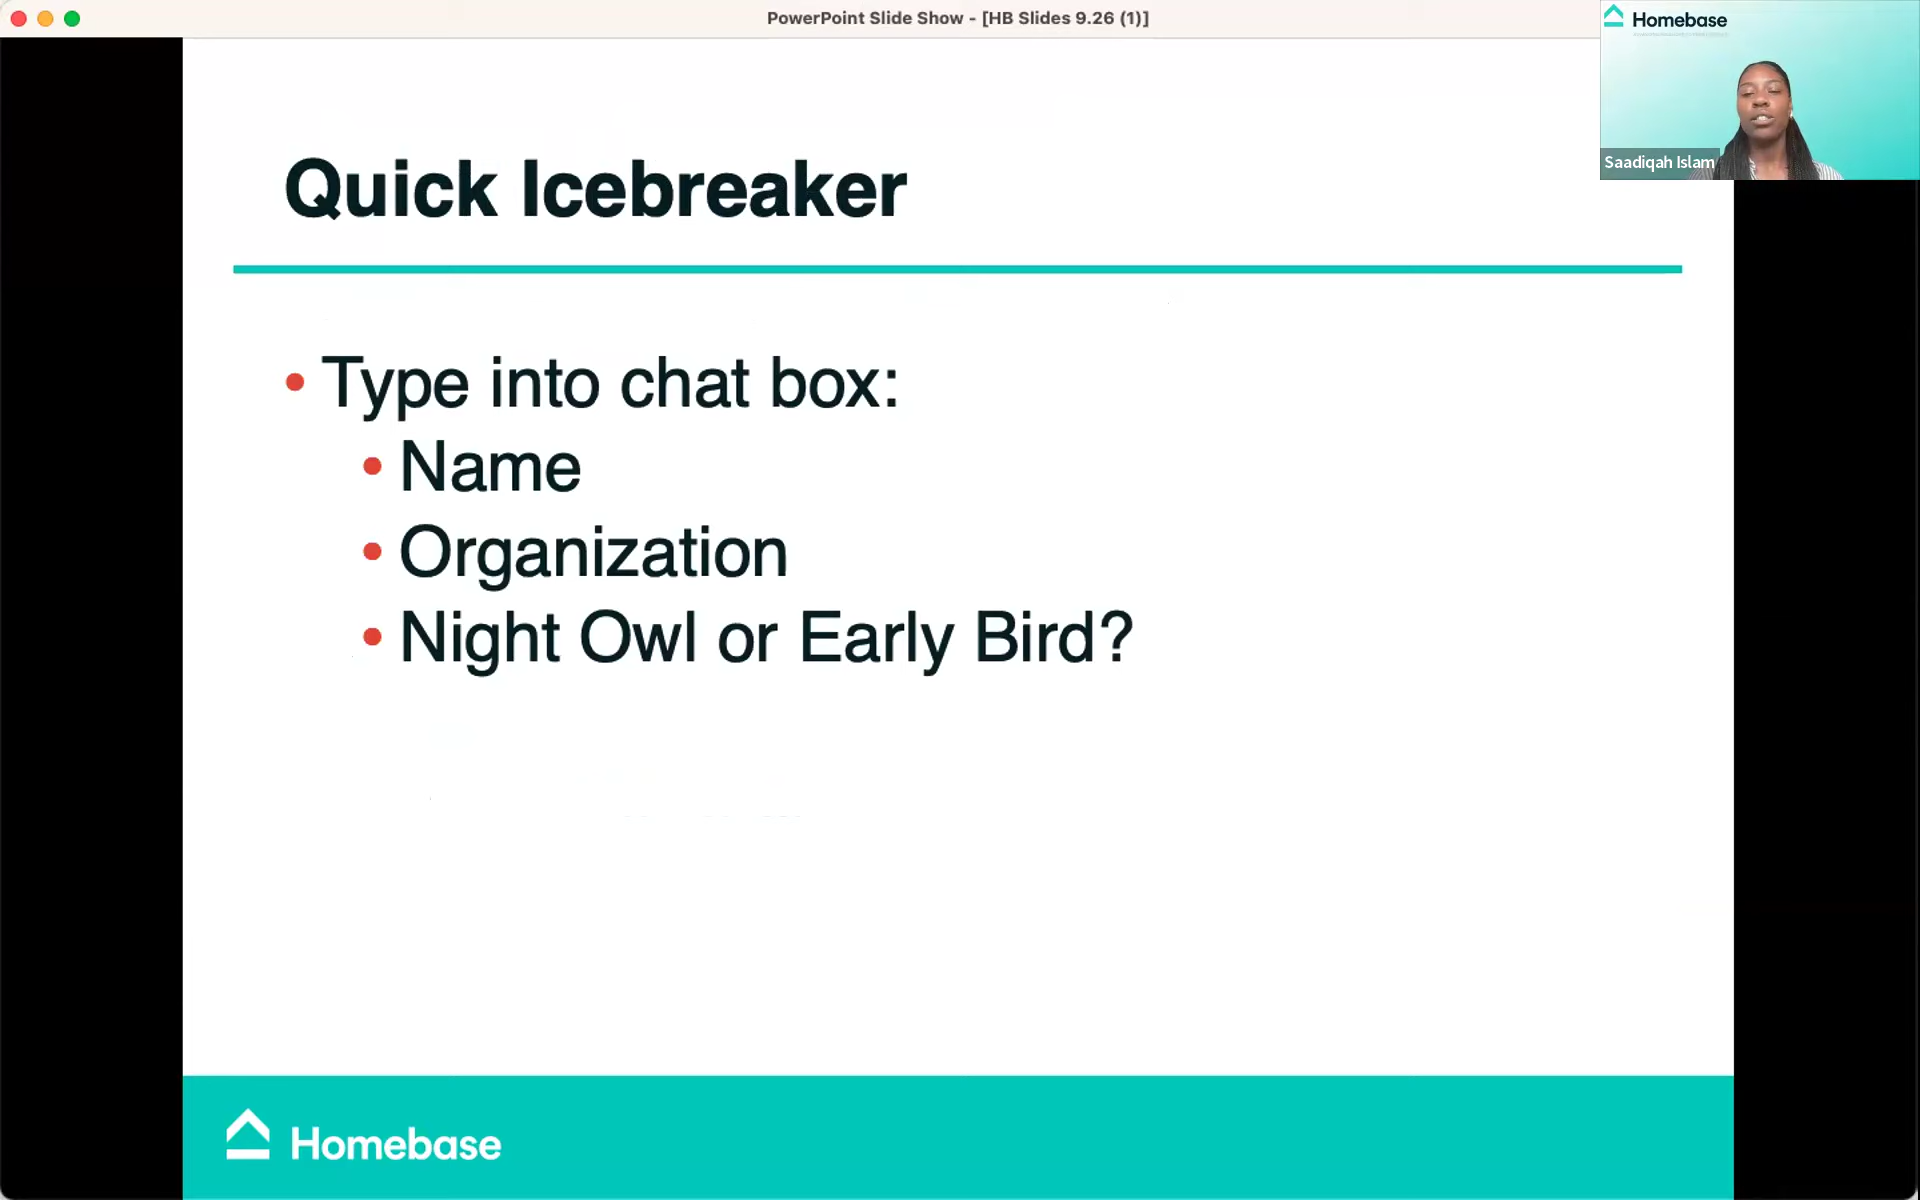 PowerPoint Slide Show - [HB Slides 9.26 (1)]
Homebase
Saadiqah Islam
Quick Icebreaker
• Type into chat box:
• Name
• Organization
• Night Owl or Early Bird?
Homebase